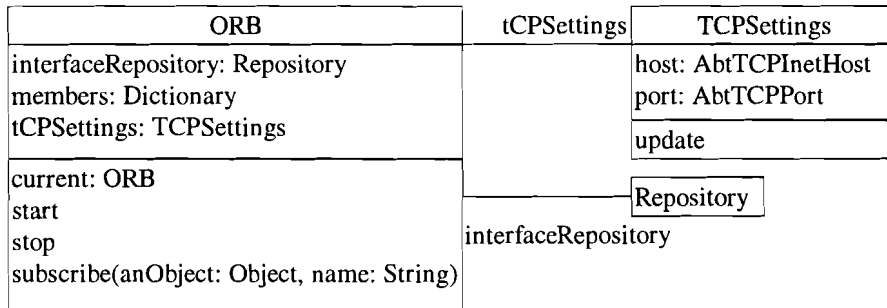 ORB
interfaceRepository: Repository
members: Dictionary
tCPSettings: TCPSettings
current: ORB
start
stop
subscribe(anObject: Object, name: String)
tCPSettings
TCPSettings
host: AbtTCPInetHost
port: AbtTCPPort
update
Repository
interfaceRepository